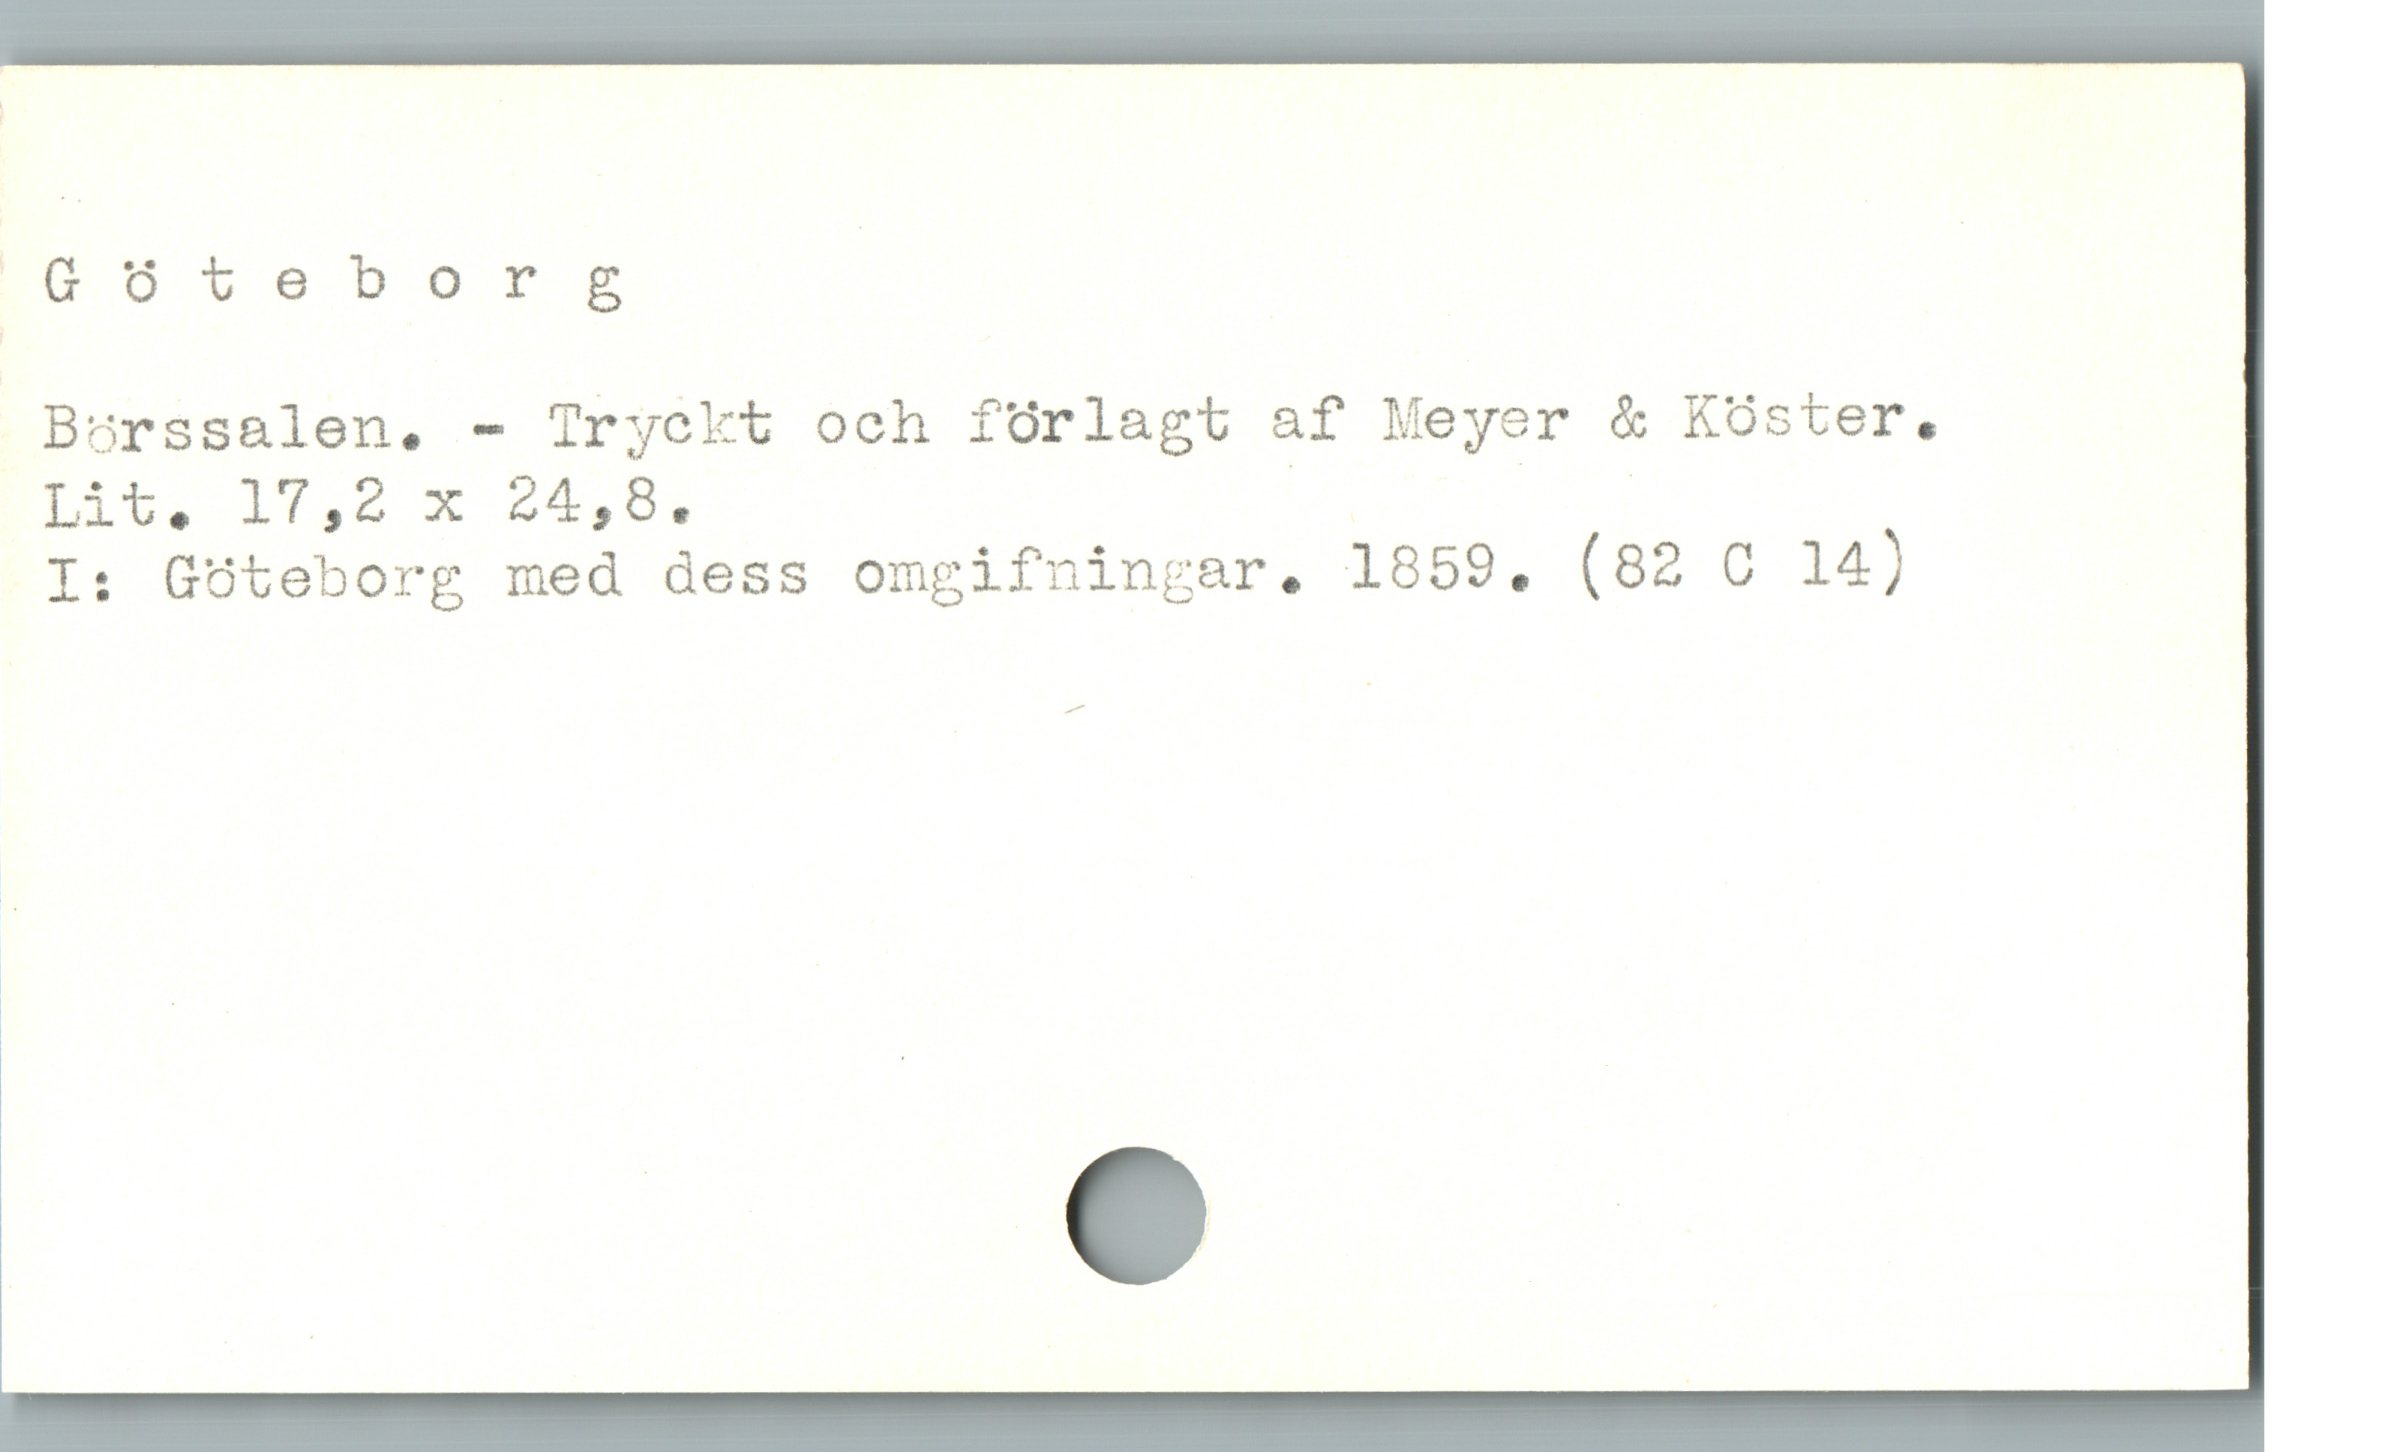 G ö t e b o r g
Börssalen. - Tryckt och förlagt af Meyer & Köster.
Lit. 17,2 x 24,8.
I: Göteborg med dess omgifningar. 1859. (82 C 14)